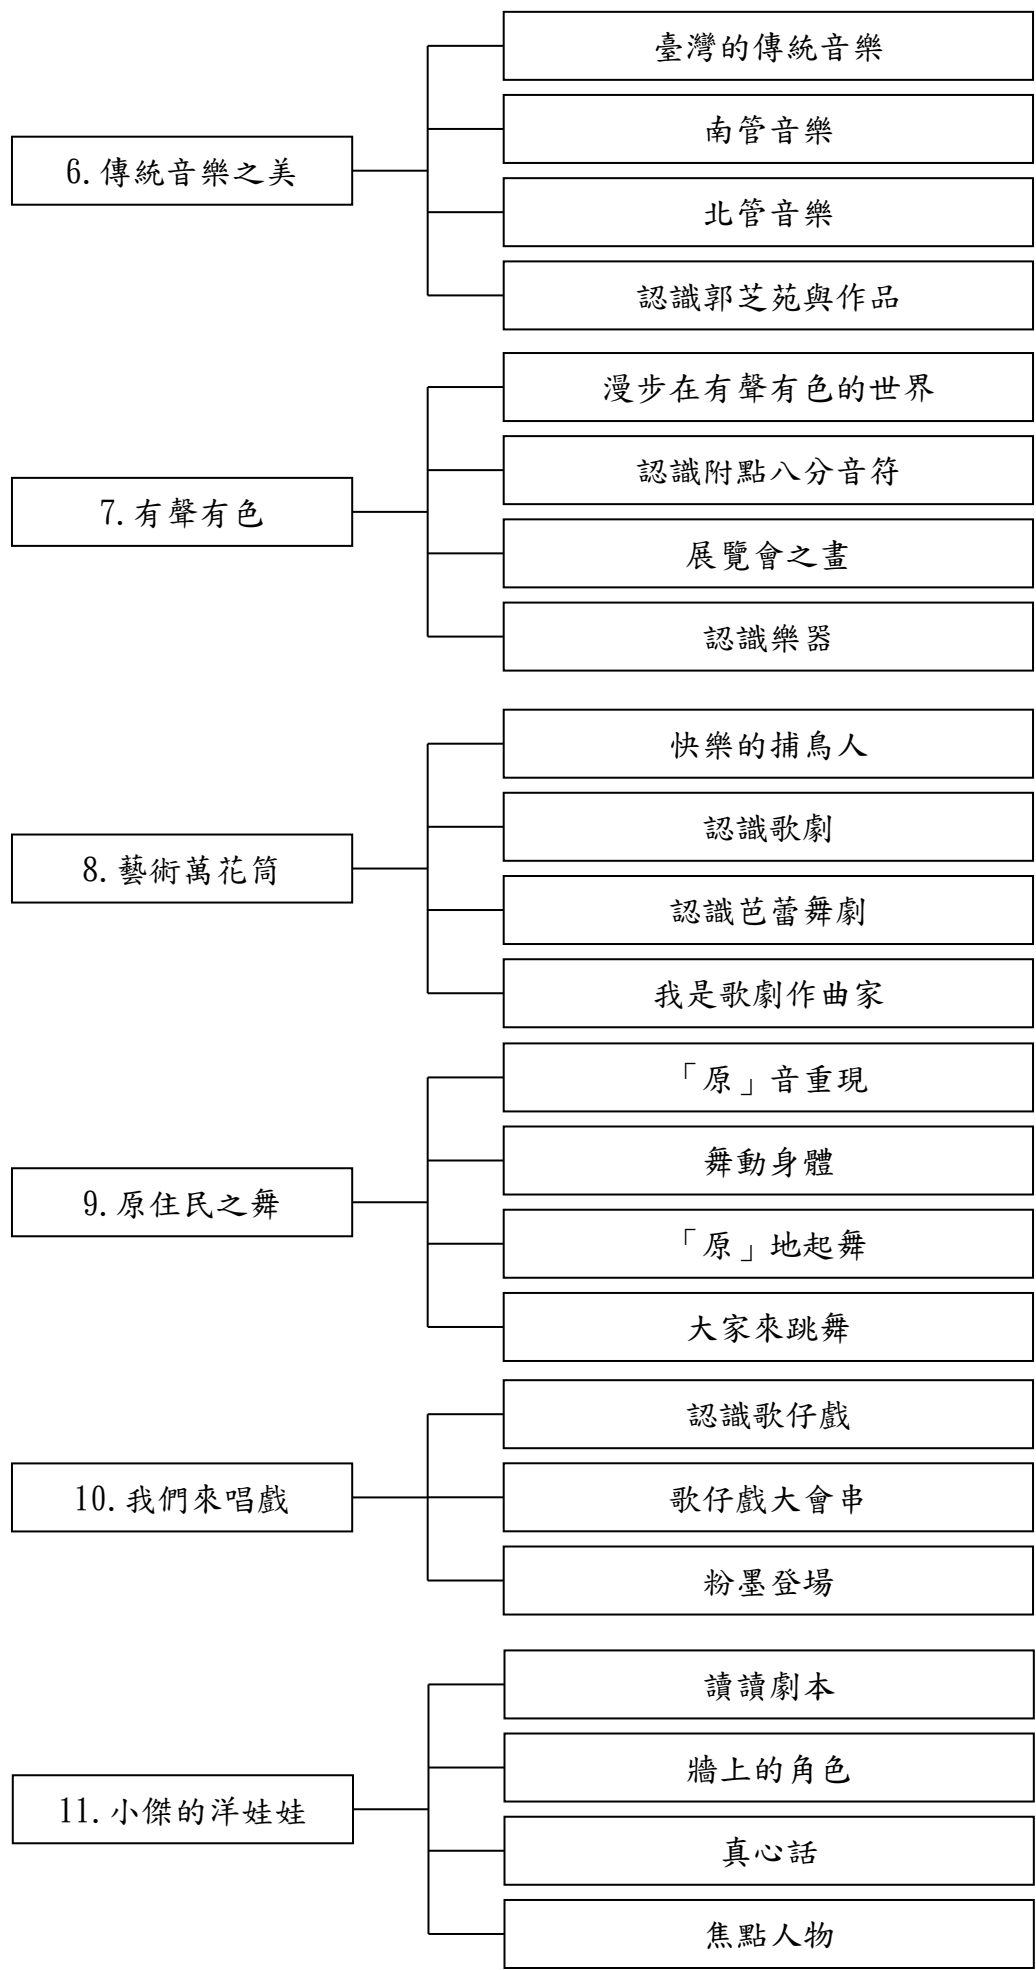 6.傳統音樂之美
臺灣的傳統音樂
南管音樂
北管音樂
認識郭芝苑與作品
7.有聲有色
漫步在有聲有色的世界
認識附點八分音符
展覽會之畫
認識樂器
8.藝術萬花筒
快樂的捕鳥人
認識歌劇
認識芭蕾舞劇
我是歌劇作曲家
9.原住民之舞
「原」音重現
舞動身體
「原」地起舞
大家來跳舞
10.我們來唱戲
認識歌仔戲
歌仔戲大會串
粉墨登場
11.小傑的洋娃娃
讀讀劇本
牆上的角色
真心話
焦點人物